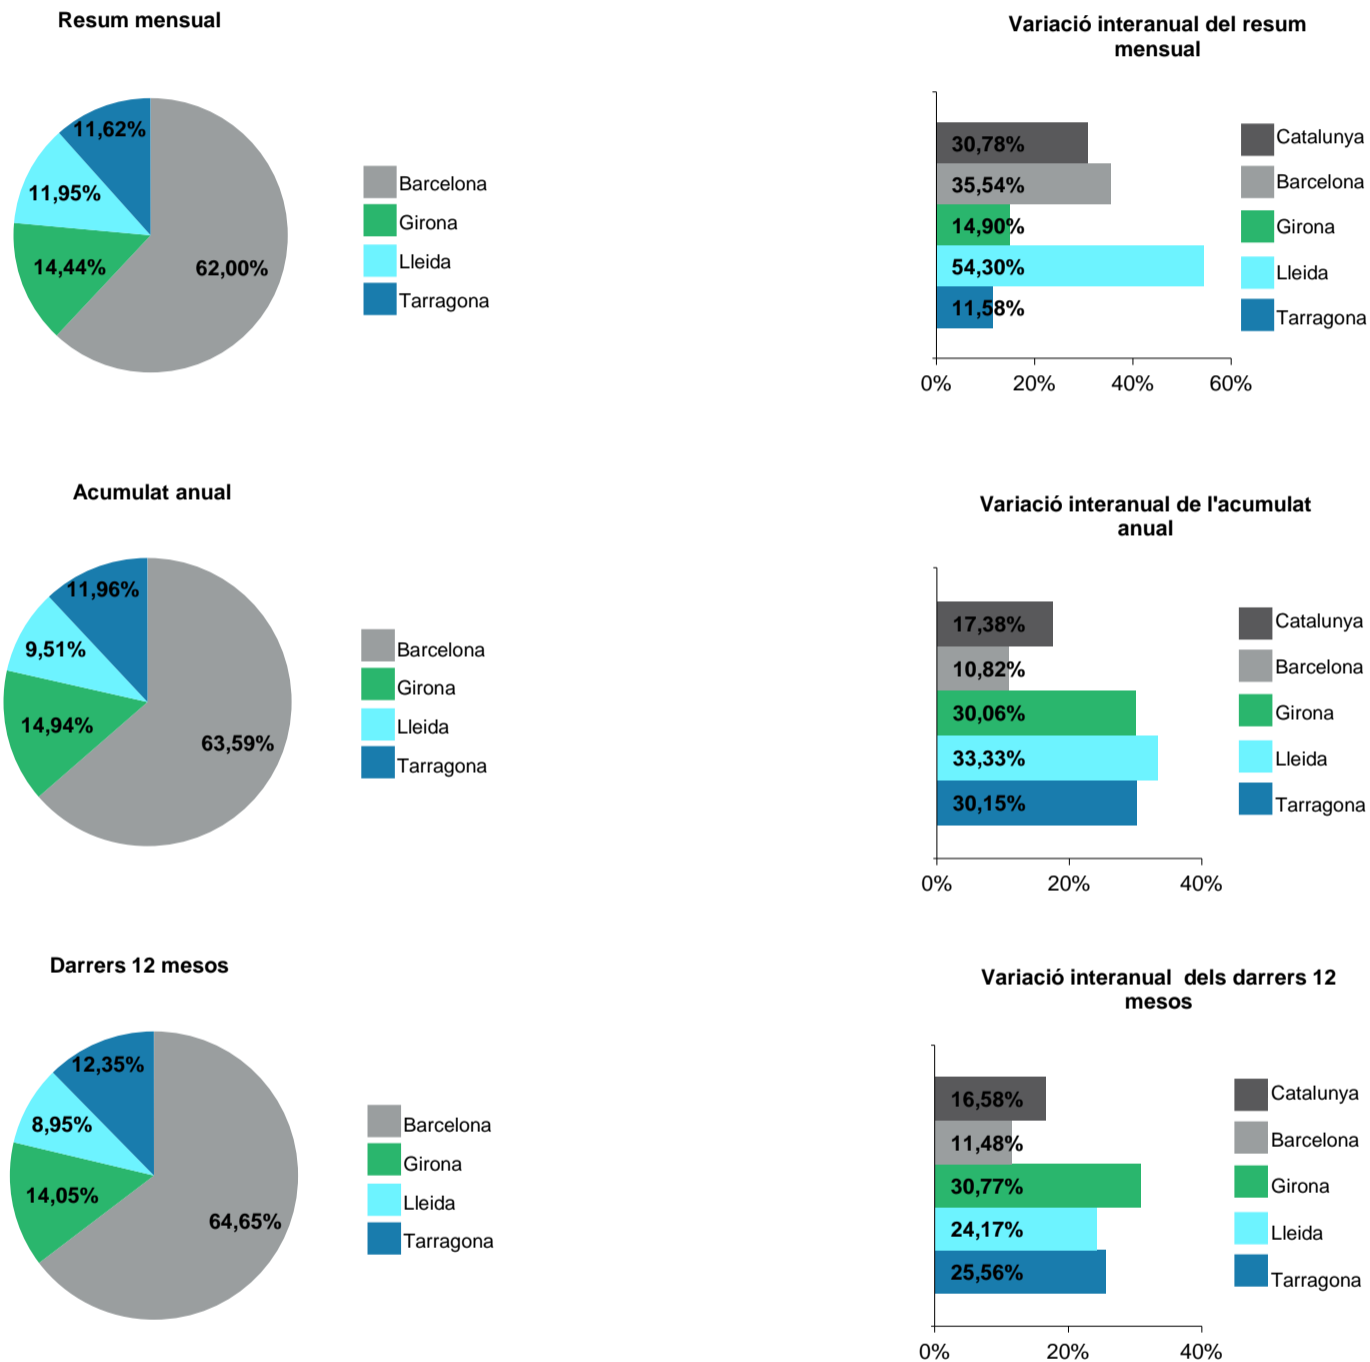 Resum mensual
11,62%
11,95%
14,44%
62,00%
Barcelona
Girona
Lleida
Tarragona
Variació interanual del resum
mensual
30,78%
35,54%
14,90%
54,30%
11,58%
0%
20%
40%
60%
Catalunya
Barcelona
Girona
Lleida
Tarragona
Acumulat anual
11,96%
9,51%
14,94%
63,59%
Barcelona
Girona
Lleida
Tarragona
Variació interanual de l'acumulat
anual
17,38%
10,82%
30,06%
33,33%
30,15%
0%
20%
40%
Catalunya
Barcelona
Girona
Lleida
Tarragona
Darrers 12 mesos
12,35%
8,95%
14,05%
64,65%
Barcelona
Girona
Lleida
Tarragona
Variació interanual  dels darrers 12
mesos
16,58%
11,48%
30,77%
24,17%
25,56%
0%
20%
40%
Catalunya
Barcelona
Girona
Lleida
Tarragona